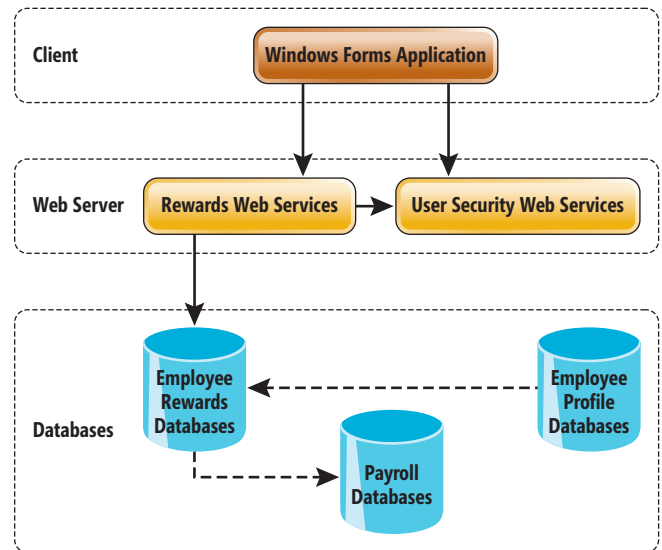 Client
Windows Forms Application
Web Server
Rewards Web Services
User Security Web Services
Databases
Employee
Rewards
Databases
Employee
Profile
Databases
Payroll
Databases